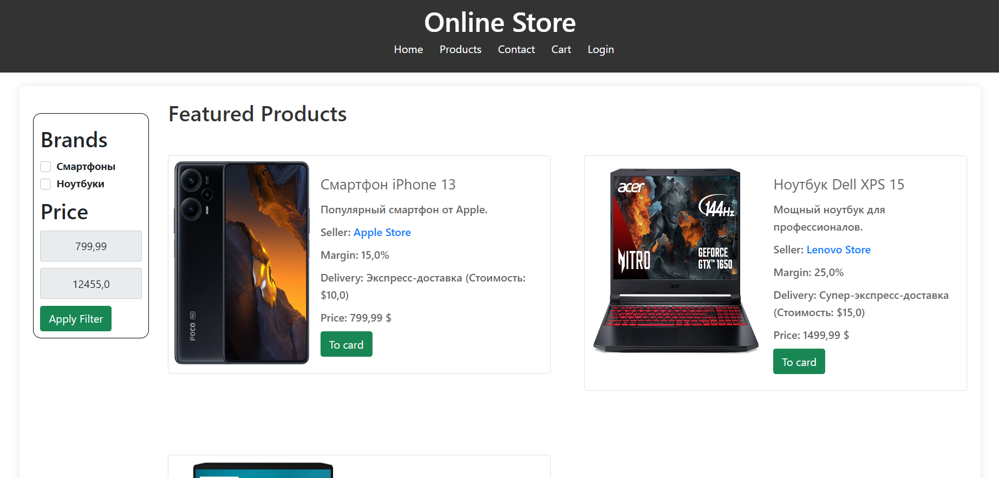 Online Store
Home Products Contact Cart Login
Featured Products
Brands
Смартфоны
Ноутбуки
Price
799,99
12455,0
Apply Filter
POCO 5G
Смартфон iPhone 13
Популярный смартфон от Apple.
Seller: Apple Store
Margin: 15,0%
Delivery: Экспресс-доставка (Стоимость:
$10,0)
Price: 799,99 $
To card
acer
144Hz
NITRO
GEFORCE
GTX™ 1650
acer
Ноутбук Dell XPS 15
Мощный ноутбук для
профессионалов.
Seller: Lenovo Store
Margin: 25,0%
Delivery: Супер-экспресс-доставка
(Стоимость: $15,0)
Price: 1499,99 $
To card